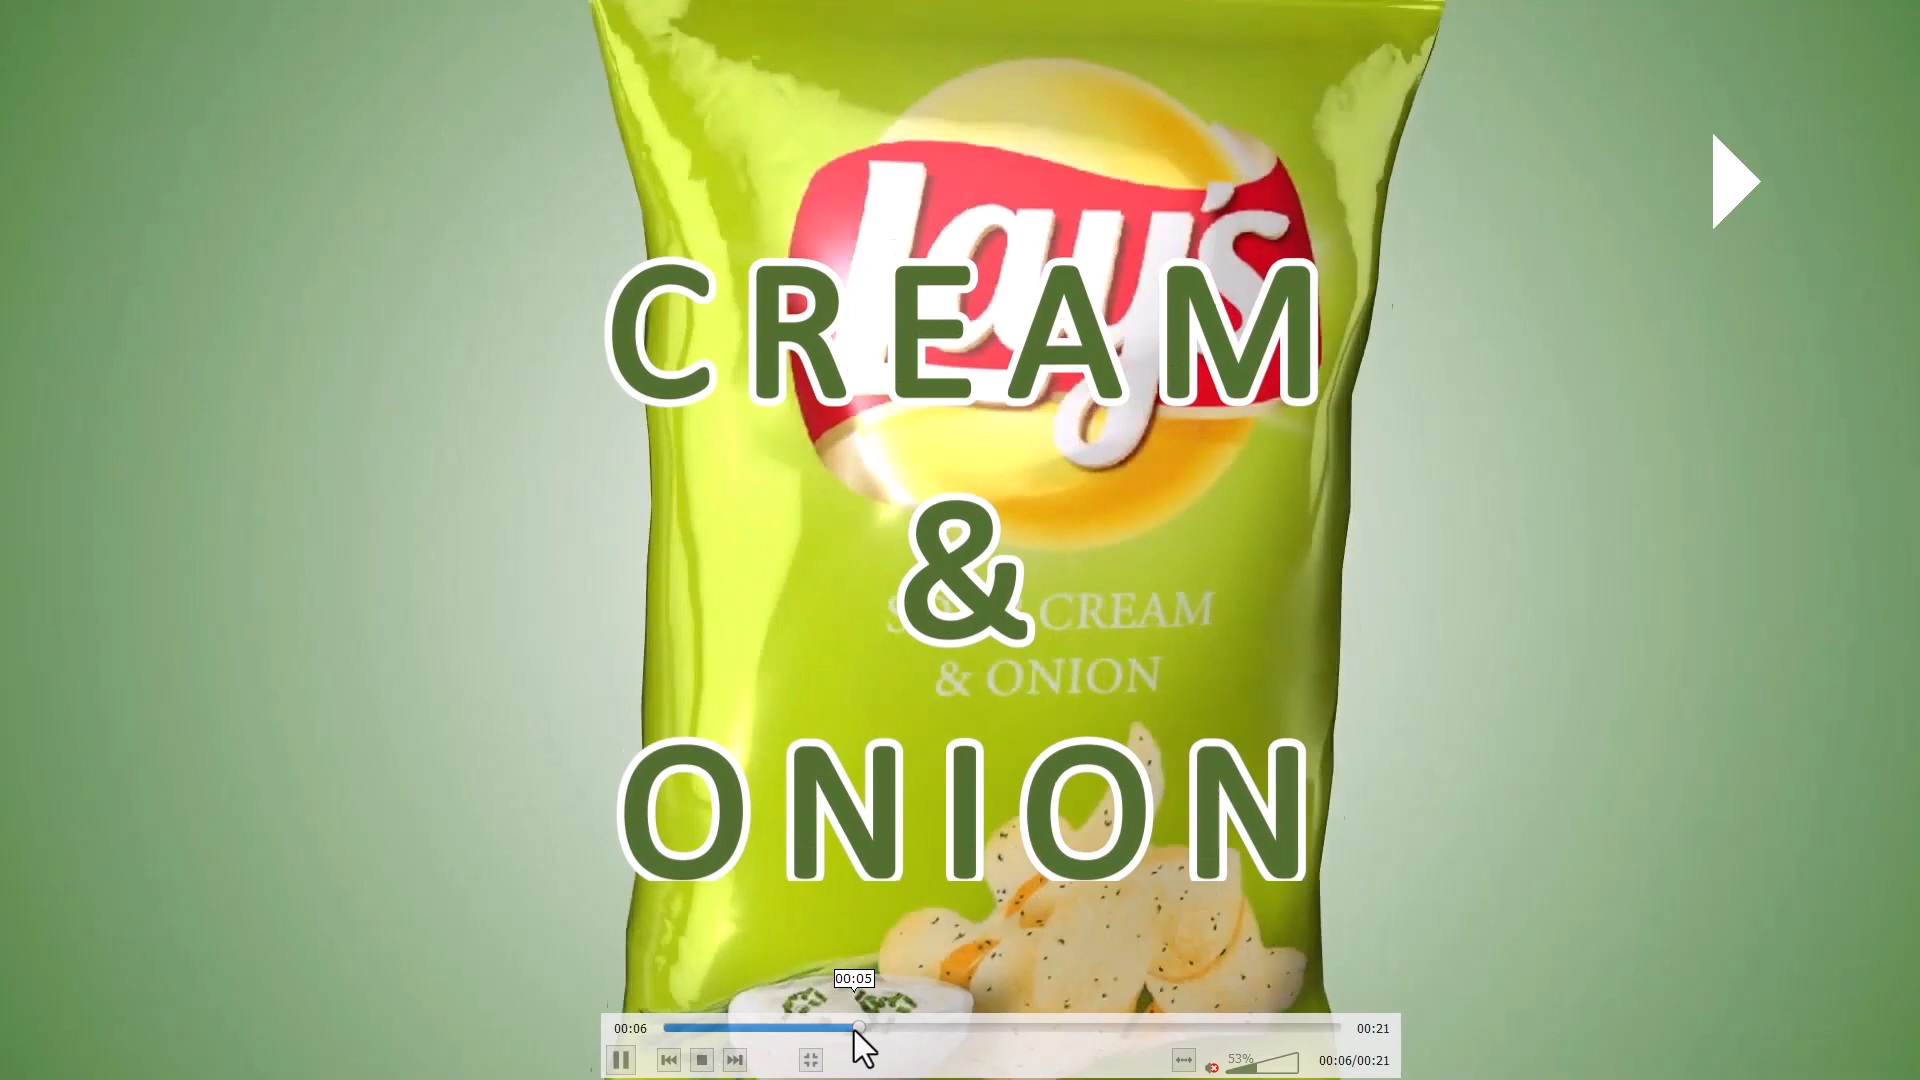 Lay's
CREAM
&
CREAM
& ONION
ONION
00:05
00:06
00:21
53%
00:06/00:21